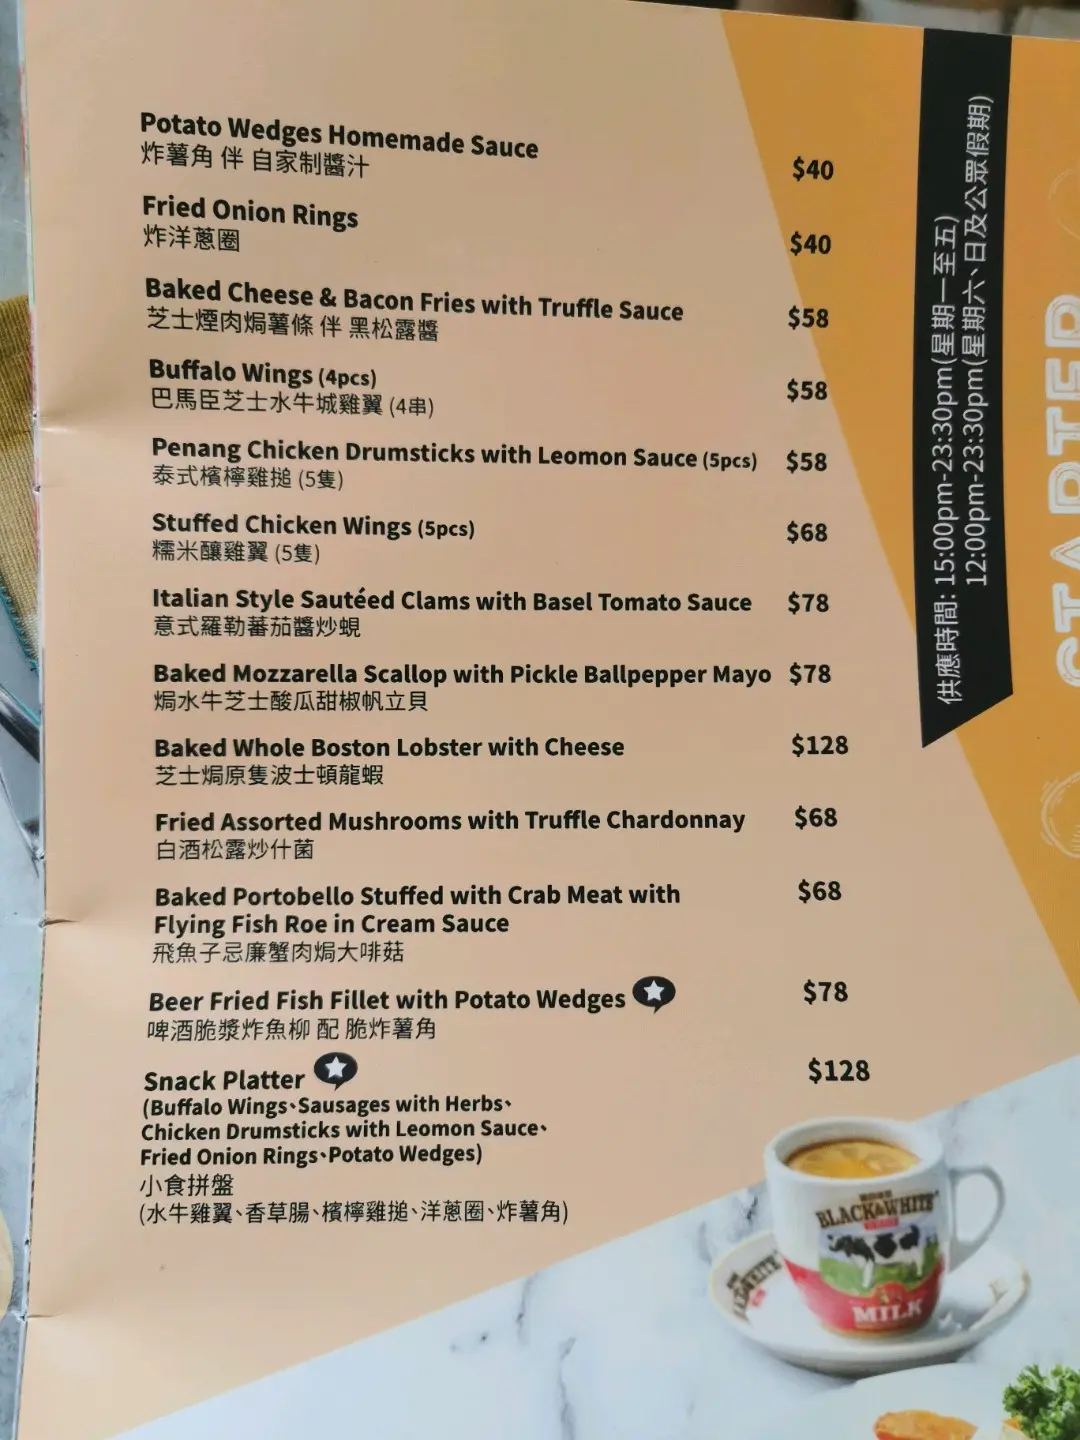 Potato Wedges Homemade Sauce
炸薯角 伴 自家制醬汁
$40
Fried Onion Rings
炸洋蔥圈
$40
Baked Cheese & Bacon Fries with Truffle Sauce
芝士煙肉焗薯條 伴 黑松露醬
$58
Buffalo Wings (4pcs)
巴馬臣芝士水牛城雞翼 (4串)
$58
Penang Chicken Drumsticks with Leomon Sauce (5pcs)
泰式檳檸雞搥 (5隻)
$58
Stuffed Chicken Wings (5pcs)
糯米釀雞翼 (5隻)
$68
Italian Style Sautéed Clams with Basel Tomato Sauce
意式羅勒蕃茄醬炒蜆
$78
Baked Mozzarella Scallop with Pickle Ballpepper Mayo
焗水牛芝士酸瓜甜椒帆立貝
$78
Baked Whole Boston Lobster with Cheese
芝士焗原隻波士頓龍蝦
$128
Fried Assorted Mushrooms with Truffle Chardonnay
白酒松露炒什菌
$68
Baked Portobello Stuffed with Crab Meat with
Flying Fish Roe in Cream Sauce
飛魚子忌廉蟹肉焗大啡菇
$68
Beer Fried Fish Fillet with Potato Wedges
啤酒脆漿炸魚柳 配 脆炸薯角
$78
Snack Platter
$128
(Buffalo Wings、Sausages with Herbs、
Chicken Drumsticks with Leomon Sauce、
Fried Onion Rings、Potato Wedges)
小食拼盤
(水牛雞翼、香草腸、檳檸雞搥、洋蔥圈、炸薯角)
供應時間: 15:00pm-23:30pm(星期一至五)
12:00pm-23:30pm(星期六、日及公眾假期)
STARTER
BLACK&WHITE
MILK